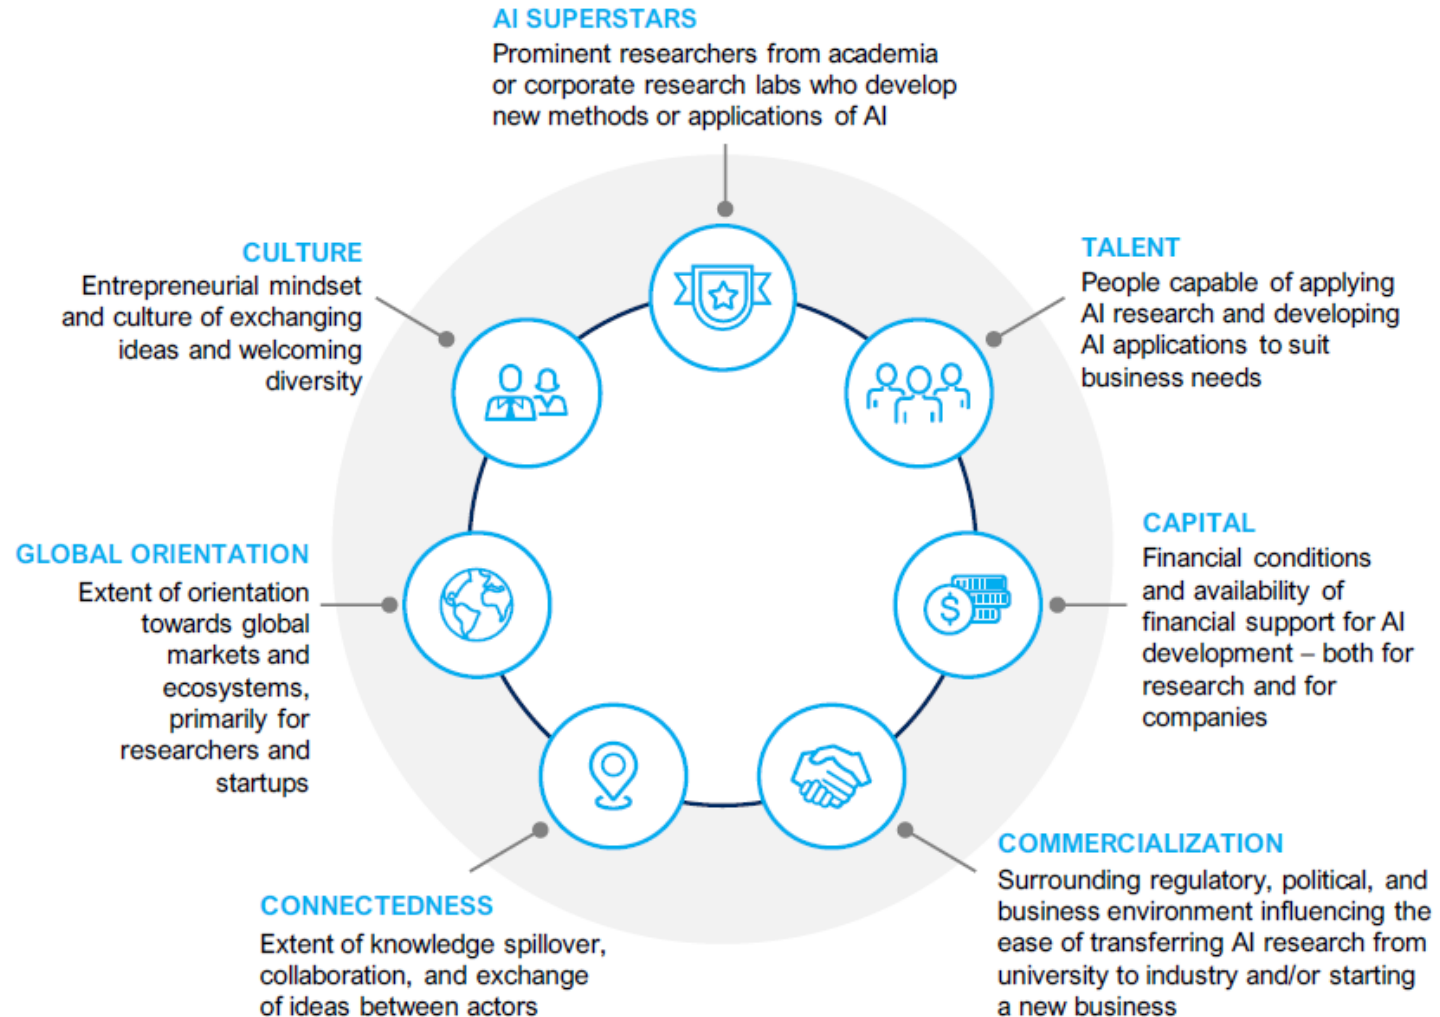 AI SUPERSTARS
Prominent researchers from academia
or corporate research labs who develop
new methods or applications of AI
TALENT
People capable of applying
AI research and developing
AI applications to suit
business needs
CAPITAL
Financial conditions
and availability of
financial support for AI
development – both for
research and for
companies
COMMERCIALIZATION
Surrounding regulatory, political, and
business environment influencing the
ease of transferring AI research from
university to industry and/or starting
a new business
CONNECTEDNESS
Extent of knowledge spillover,
collaboration, and exchange
of ideas between actors
GLOBAL ORIENTATION
Extent of orientation
towards global
markets and
ecosystems,
primarily for
researchers and
startups
CULTURE
Entrepreneurial mindset
and culture of exchanging
ideas and welcoming
diversity
$